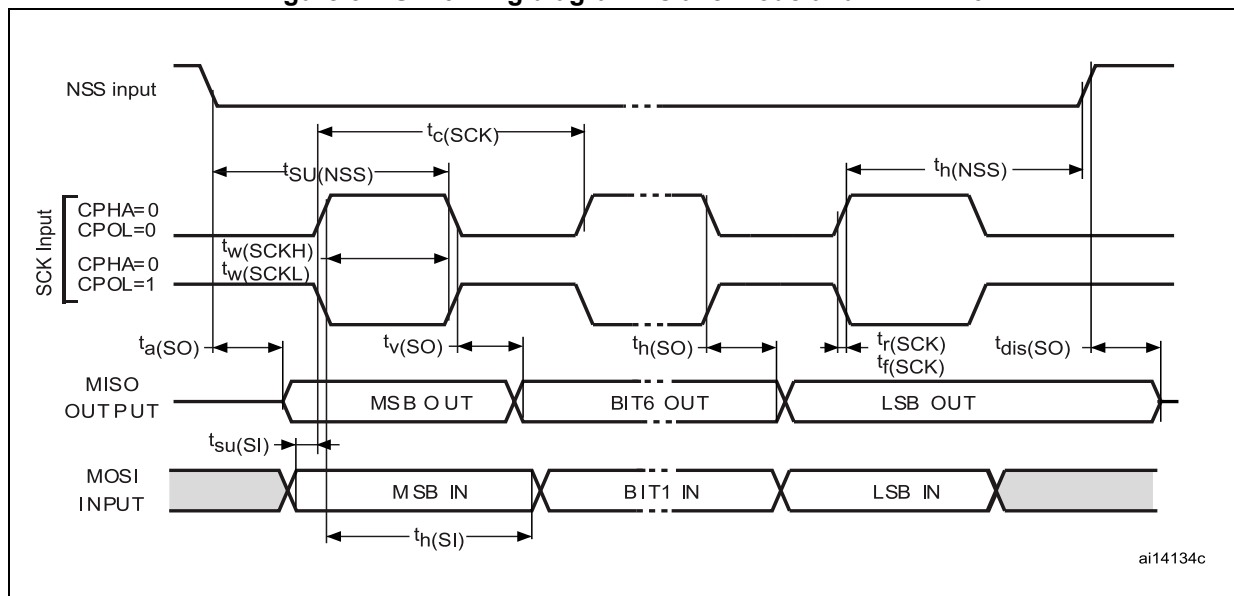 NSS input
tc(SCK)
tSU(NSS)
th(NSS)
SCK Input
CPHA=0
CPOL=0
tw(SCKH)
CPHA=0
tw(SCKL)
CPOL=1
ta(SO)
tv(SO)
th(SO)
tr(SCK)
tf(SCK)
tdis(SO)
MISO
OUTPUT
MSB OUT
BIT6 OUT
LSB OUT
tsu(SI)
MOSI
INPUT
MSB IN
BIT1 IN
LSB IN
th(SI)
ai14134c